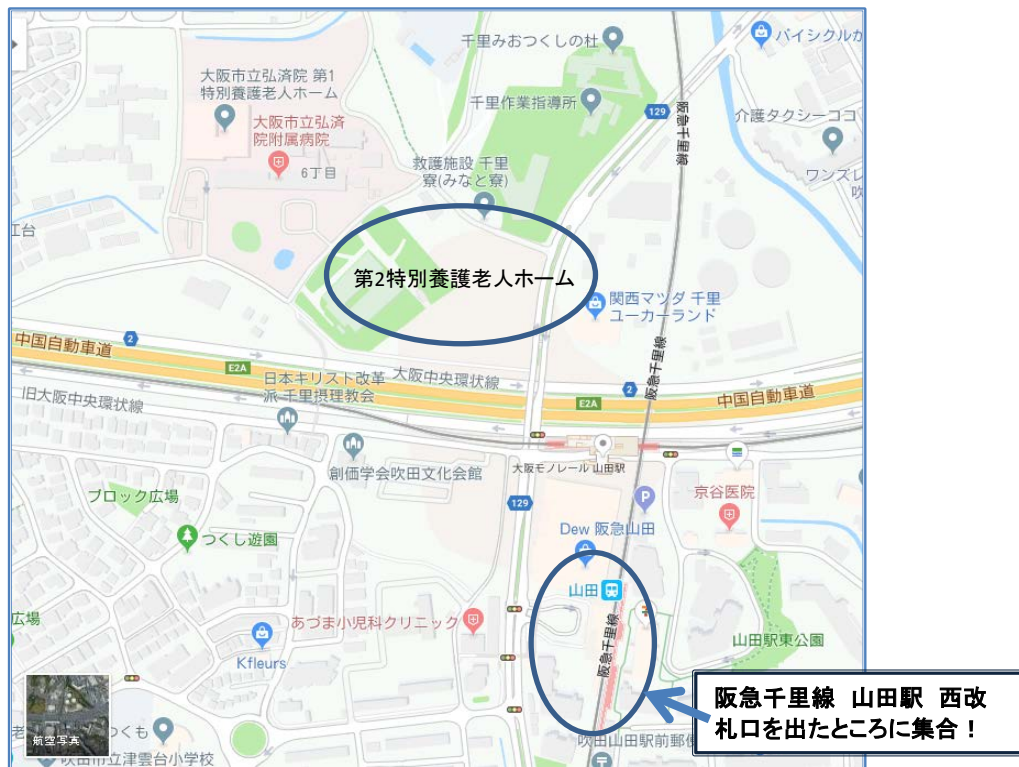 千里みおつくしの杜
バイシクルか
大阪市立弘済院 第1
特別養護老人ホーム
千里作業指導所
129
阪急千里線
介護タクシーココ
大阪市立弘済
院附属病院
6丁目
救護施設 千里
寮(みなと寮)
ワンズレ
吹
江台
第2特別養護老人ホーム
関西マツダ 千里
ユーカーランド
中国自動車道
2
E2A
大阪中央環状線
阪急千里線
旧大阪中央環状線
日本キリスト改革
派 千里摂理教会
2
E2A
中国自動車道
大阪モノレール 山田駅
創価学会吹田文化会館
ブロック広場
129
P
京谷医院
つくし遊園
Dew 阪急山田
山田
広場
あづま小児科クリニック
阪急千里線
山田駅東公園
Kfleurs
阪急千里線 山田駅 西改
札口を出たところに集合！
航空写真
老
つくも
吹田山田駅前郵便
吹田市立津雲台小学校